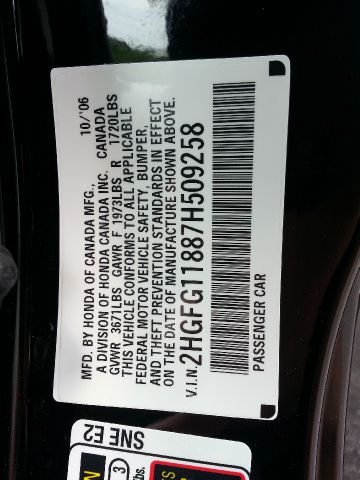 MFD. BY HONDA OF CANADA MFG., 10/'06
A DIVISION OF HONDA CANADA INC. CANADA
GVWR 3671LBS GAWR F 1973LBS R 1720LBS
THIS VEHICLE CONFORMS TO ALL APPLICABLE
FEDERAL MOTOR VEHICLE SAFETY, BUMPER,
AND THEFT PREVENTION STANDARDS IN EFFECT
ON THE DATE OF MANUFACTURE SHOWN ABOVE.
V.I.N. 2HGFG11887H509258
PASSENGER CAR
SNE E2
N
3
lbs.